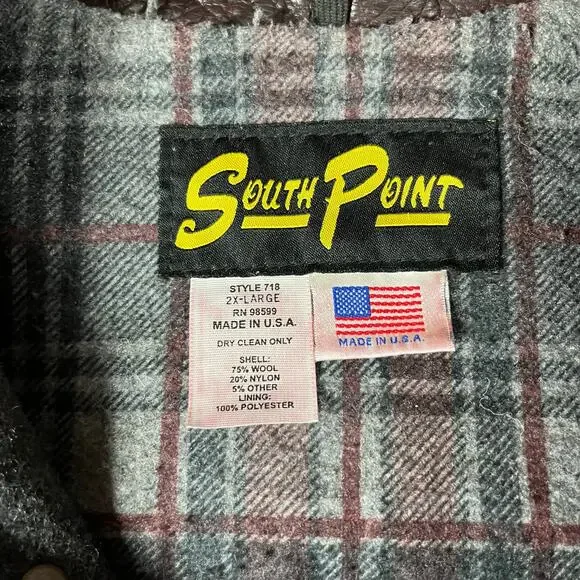 SOUTH POINT
STYLE 718
2X-LARGE
RN 98599
MADE IN U.S.A.
DRY CLEAN ONLY
SHELL:
75% WOOL
20% NYLON
5% OTHER
LINING:
100% POLYESTER
MADE IN U.S.A.